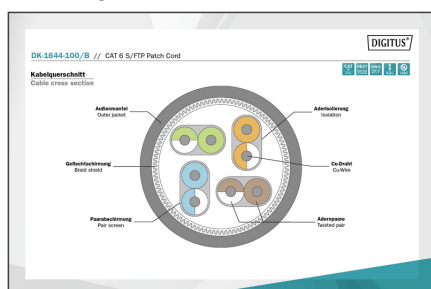 DIGITUS®
DK-1644-100/B // CAT 6 S/FTP Patch Cord
Kabelquerschnitt
Cable cross section
Außenmantel
Outer jacket
Aderisolierung
Isolation
Geflechtschirmung
Braid shield
Cu-Draht
Cu-Wire
Paarabschirmung
Pair screen
Adernpaare
Twisted pair